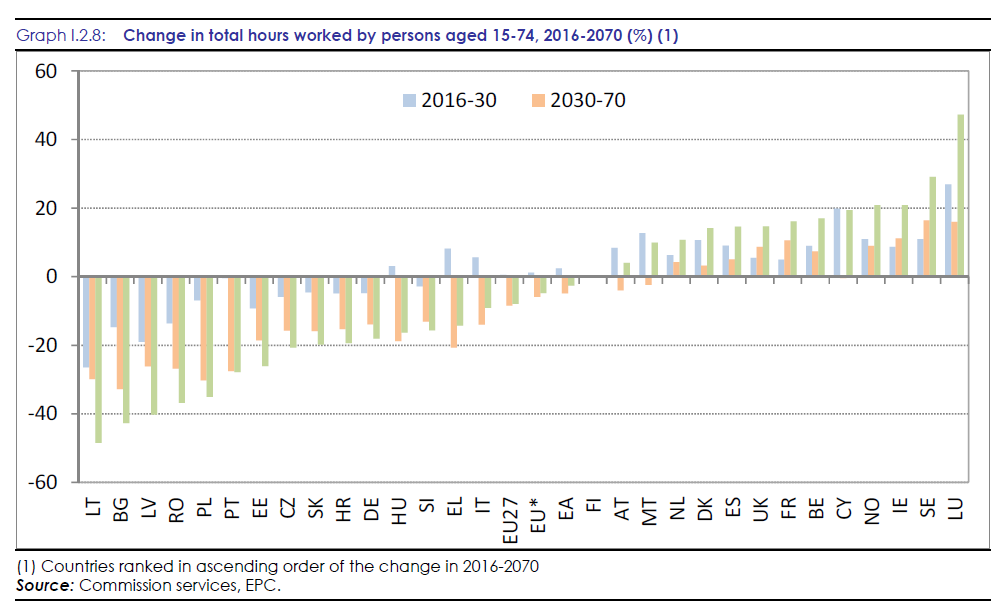 Graph I.2.8: Change in total hours worked by persons aged 15-74, 2016-2070 (%) (1)
60
2016-30 2030-70
40
20
0
-20
-40
-60
LT BG LV RO PL PT EE CZ SK HR DE HU SI EL IT EU27 EU* EA FI AT MT NL DK ES UK FR BE CY NO IE SE LU
(1) Countries ranked in ascending order of the change in 2016-2070
Source: Commission services, EPC.